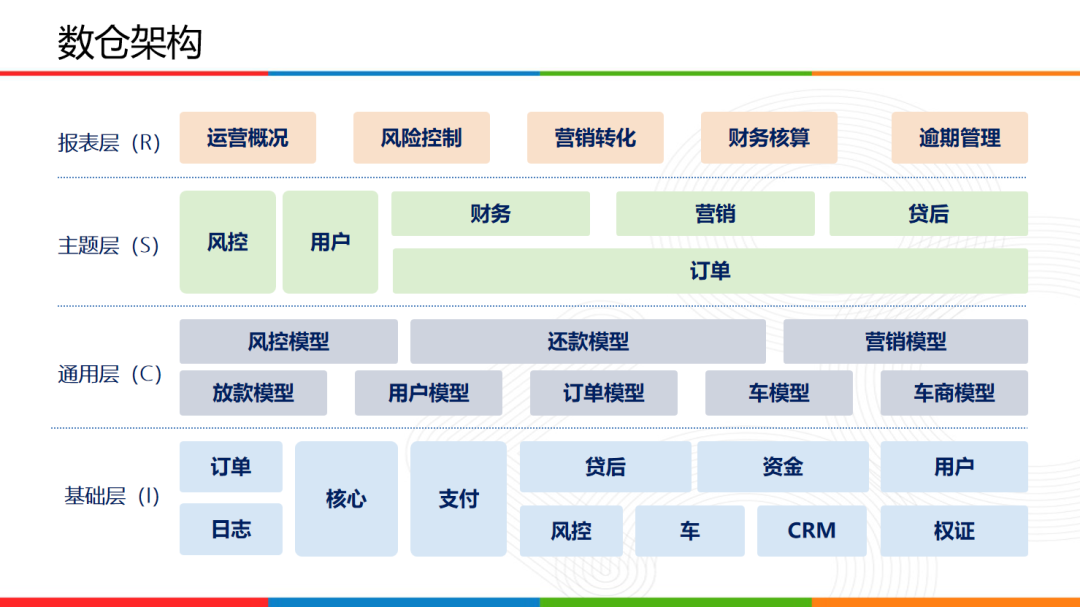 数仓架构
报表层（R）
运营概况
风险控制
营销转化
财务核算
逾期管理
主题层（S）
风控
用户
财务
营销
贷后
订单
通用层（C）
风控模型
还款模型
营销模型
放款模型
用户模型
订单模型
车模型
车商模型
基础层（I）
订单
日志
核心
支付
贷后
资金
用户
风控
车
CRM
权证